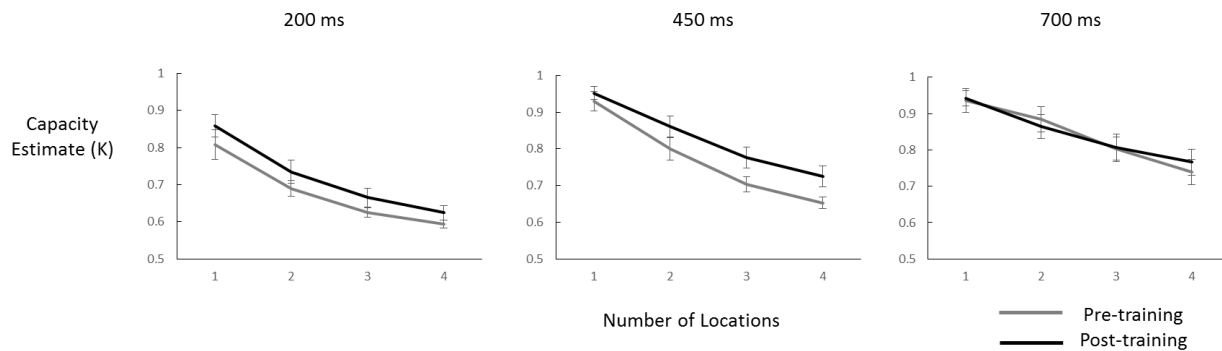 200 ms
450 ms
700 ms
Capacity
Estimate (K)
1
0.9
0.8
0.7
0.6
0.5
1 2 3 4
1
0.9
0.8
0.7
0.6
0.5
1 2 3 4
1
0.9
0.8
0.7
0.6
0.5
1 2 3 4
Number of Locations
Pre-training
Post-training